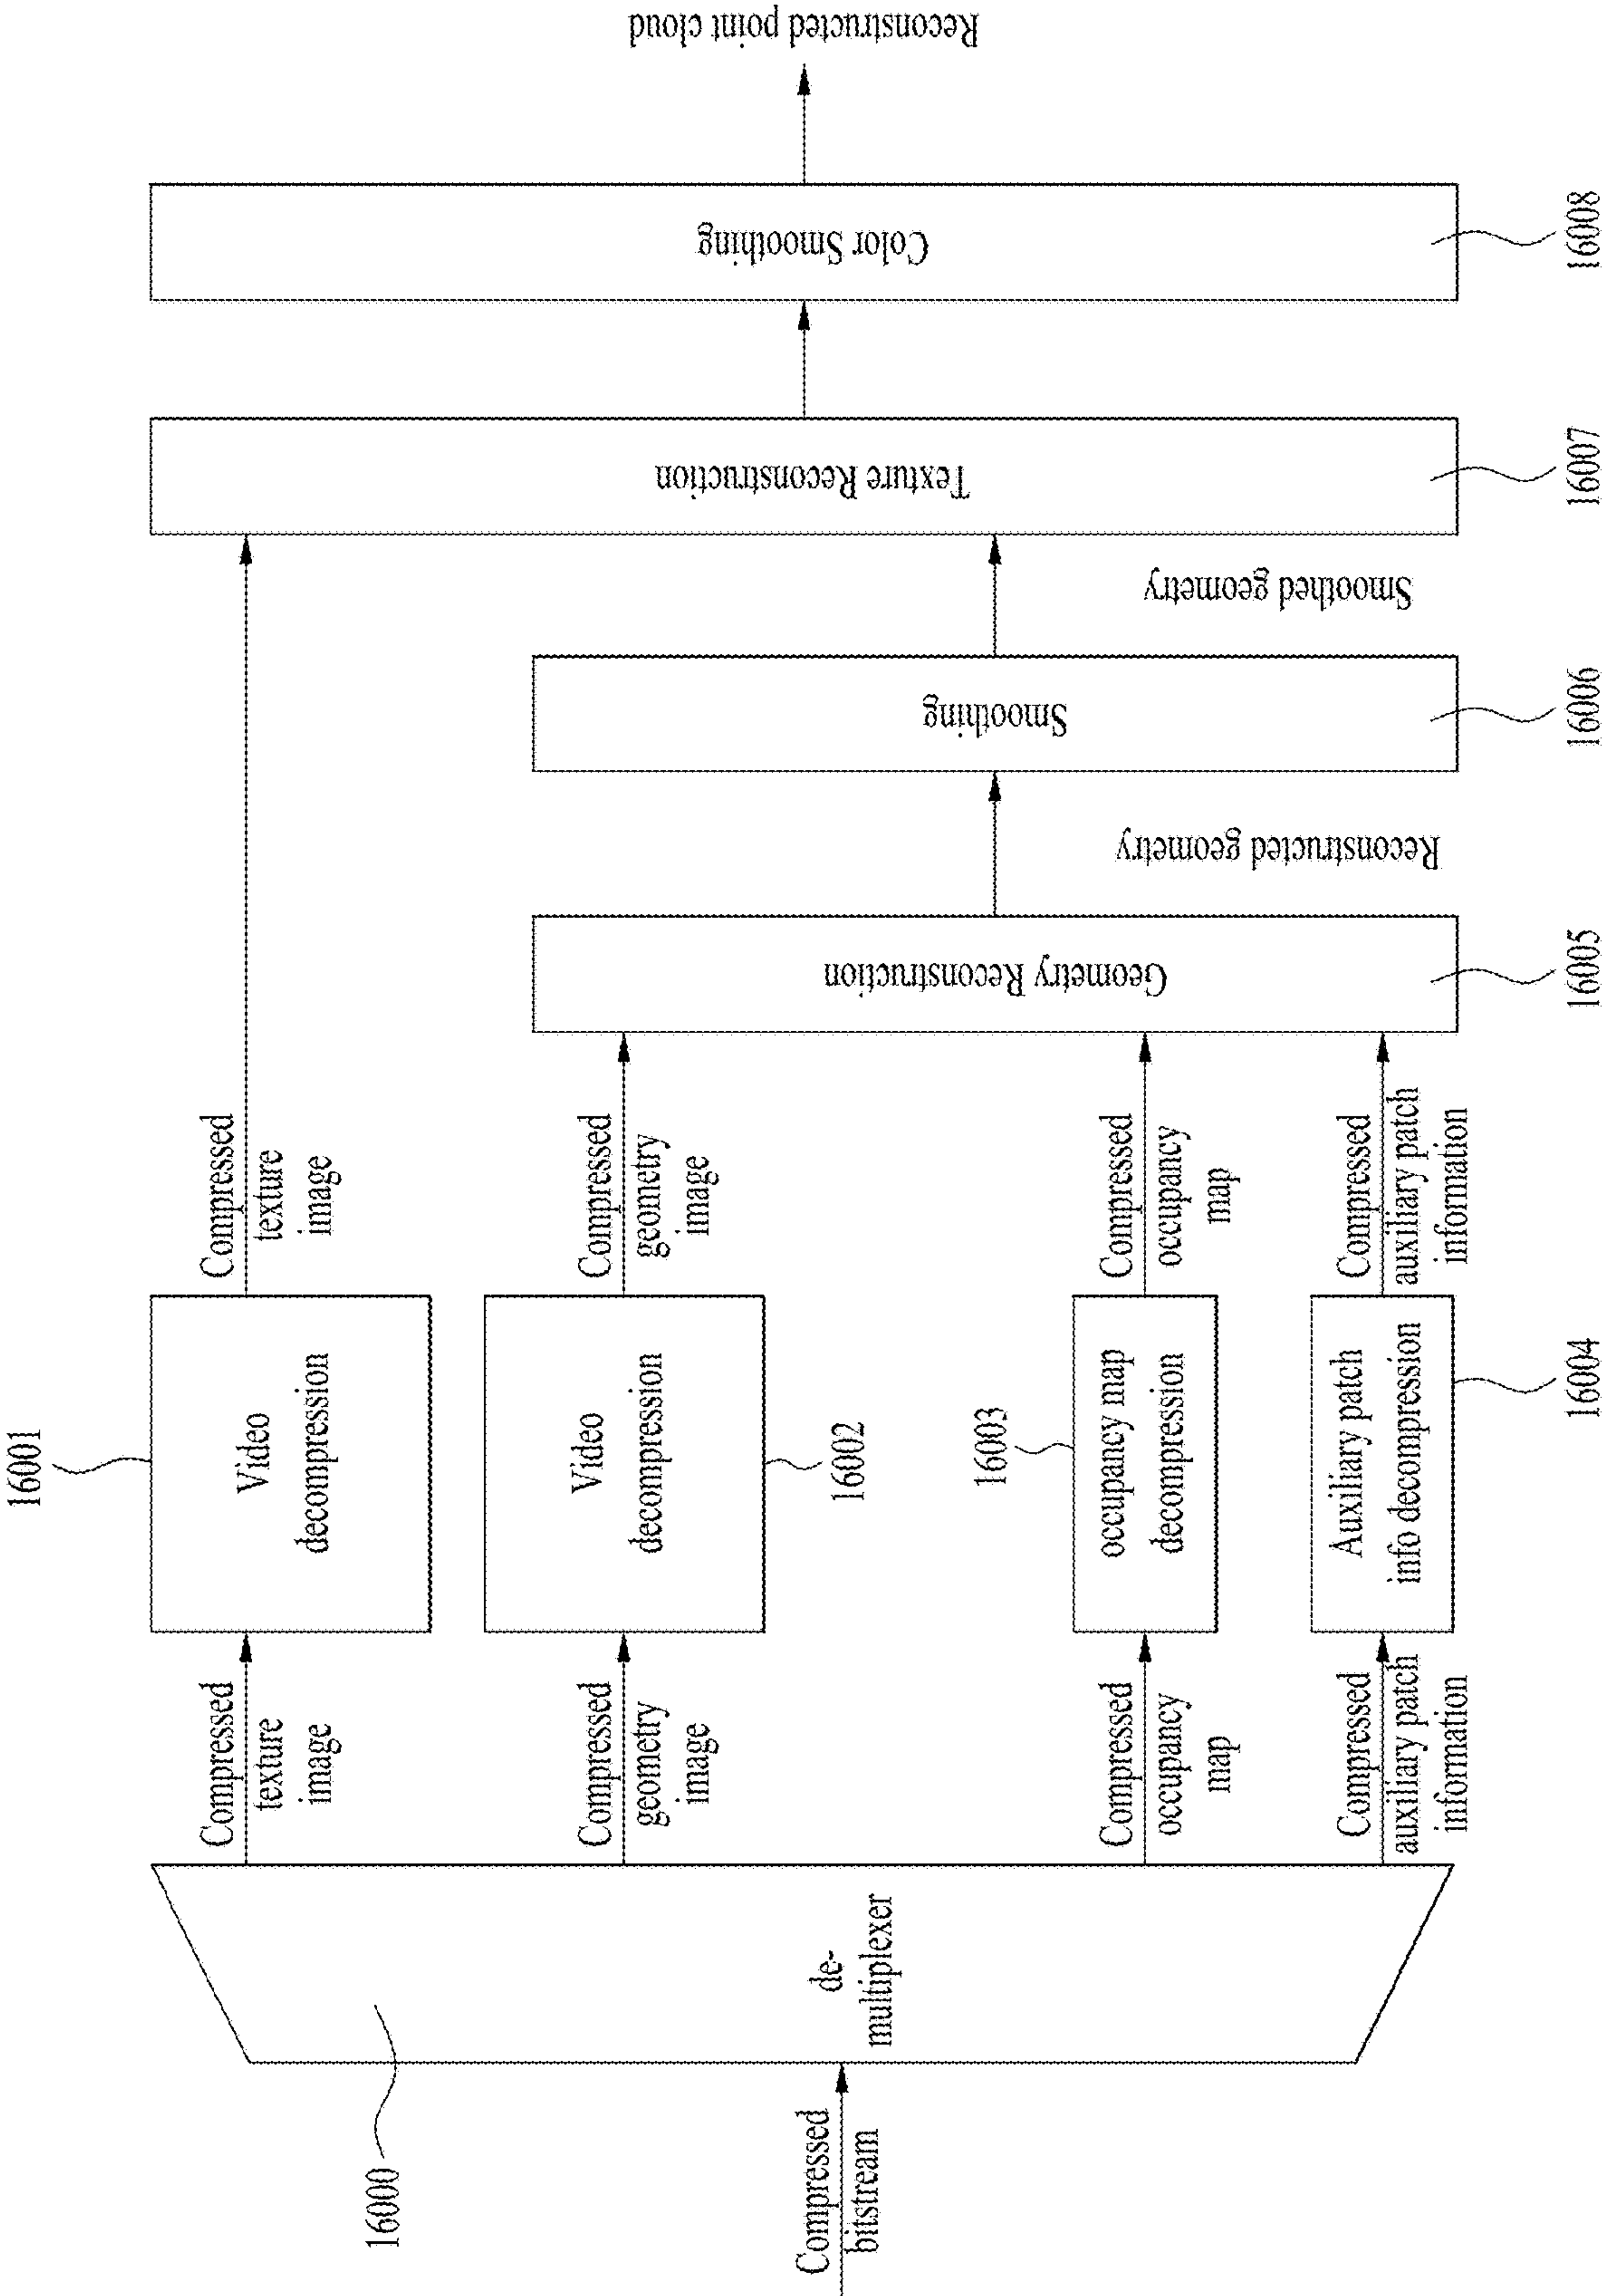 Compressed
bitstream
16000
de-
multiplexer
Compressed
texture
image
Compressed
geometry
image
Compressed
occupancy
map
Compressed
auxiliary patch
information
16001
Video
decompression
Video
decompression
16002
16003
occupancy map
decompression
Auxiliary patch
info decompression
16004
Compressed
texture
image
Compressed
geometry
image
Compressed
occupancy
map
Compressed
auxiliary patch
information
Geometry Reconstruction
16005
Reconstructed geometry
Smoothing
16006
Smoothed geometry
Texture Reconstruction
16007
Color Smoothing
16008
Reconstructed point cloud